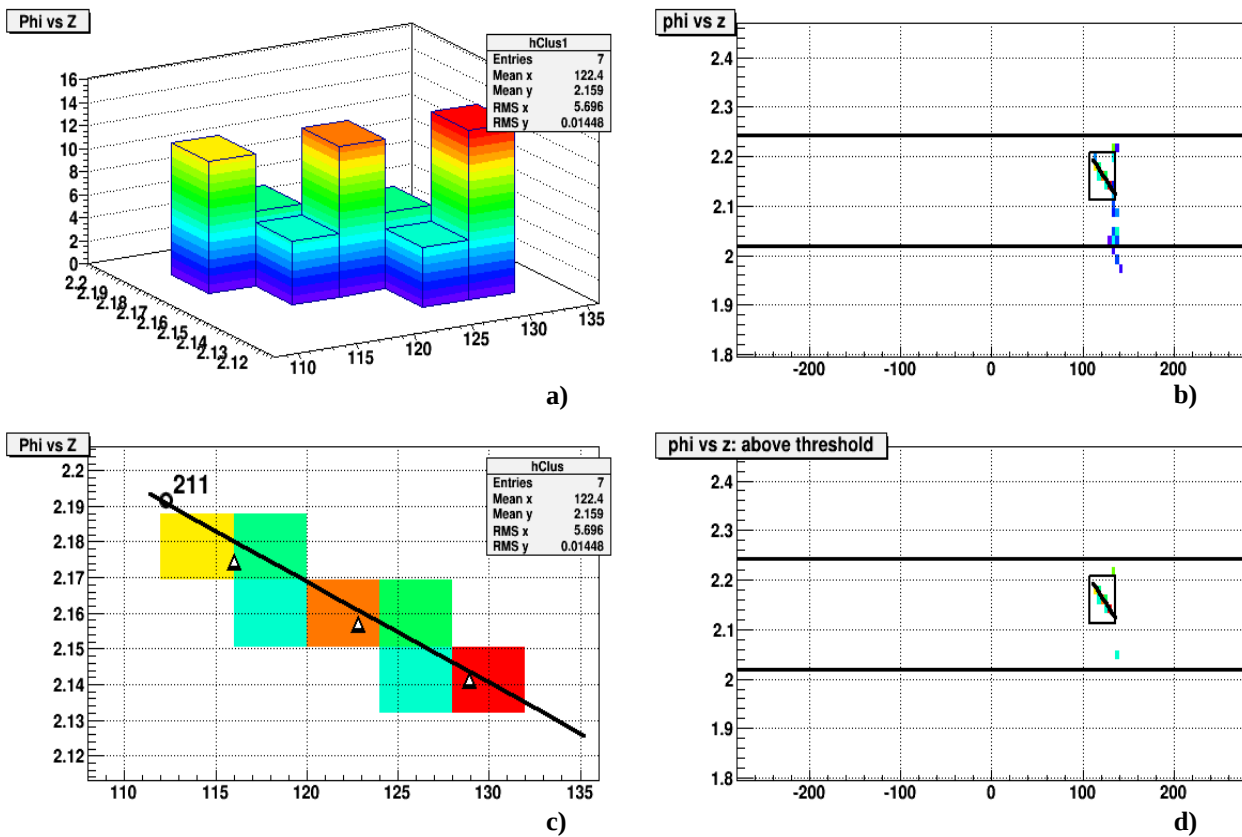 Phi vs Z
hClus1
Entries 7
Mean x 122.4
Mean y 2.159
RMS x 5.696
RMS y 0.01448
16
14
12
10
8
6
4
2
0
2.2
2.19
2.18
2.17
2.16
2.15
2.14
2.13
2.12
110
115
120
125
130
135
a)
phi vs z
2.4
2.3
2.2
2.1
2
1.9
1.8
-200 -100 0 100 200
b)
Phi vs Z
hClus
Entries 7
Mean x 122.4
Mean y 2.159
RMS x 5.696
RMS y 0.01448
211
2.2
2.19
2.18
2.17
2.16
2.15
2.14
2.13
2.12
110 115 120 125 130 135
c)
phi vs z: above threshold
2.4
2.3
2.2
2.1
2
1.9
1.8
-200 -100 0 100 200
d)